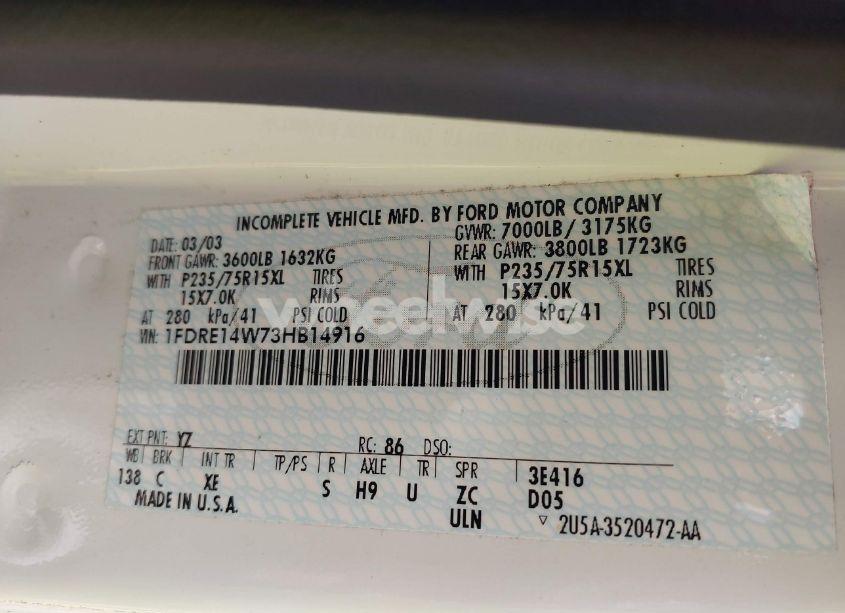 INCOMPLETE VEHICLE MFD. BY FORD MOTOR COMPANY
DATE: 03/03 GVWR: 7000LB/ 3175KG
FRONT GAWR: 3600LB 1632KG REAR GAWR: 3800LB 1723KG
WITH P235/75R15XL TIRES WITH P235/75R15XL TIRES
15X7.0K RIMS 15X7.0K RIMS
AT 280 kPa/41 PSI COLD AT 280 kPa/41 PSI COLD
VIN: 1FDRE14W73HB14916
wheelwise
EXT PNT: YZ RC: 86 DSO:
WB BRK INT TR TP/PS R AXLE TR SPR 3E416
138 C XE S H9 U ZC D05
MADE IN U.S.A. ULN ▽ 2U5A-3520472-AA